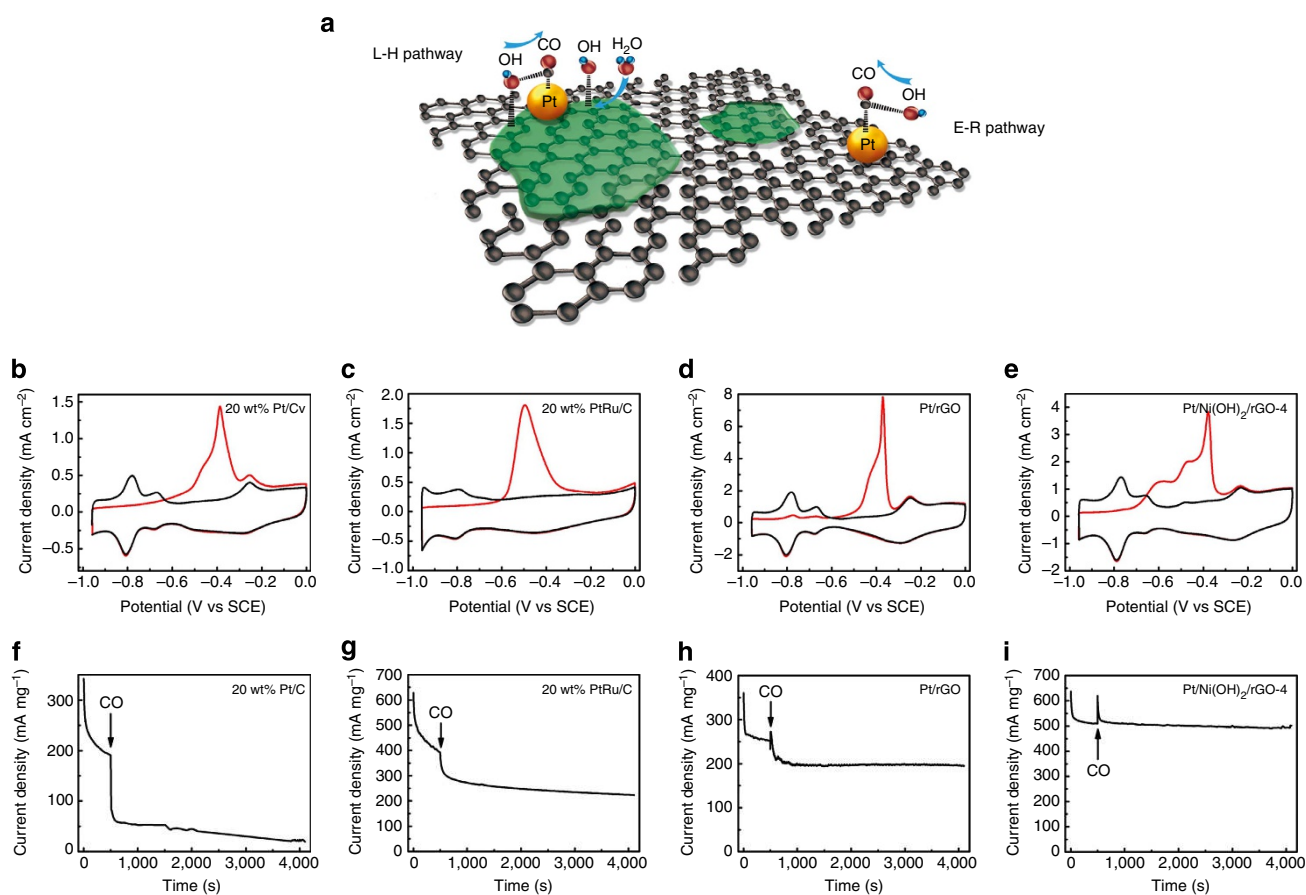 a
L-H pathway
OH
CO
OH
H₂O
Pt
CO
OH
Pt
E-R pathway
b
Current density (mA cm⁻²)
1.5
1.0
0.5
0.0
−0.5
20 wt% Pt/Cv
−1.0 −0.8 −0.6 −0.4 −0.2 0.0
Potential (V vs SCE)
c
Current density (mA cm⁻²)
2.0
1.5
1.0
0.5
0.0
−0.5
−1.0
20 wt% PtRu/C
−1.0 −0.8 −0.6 −0.4 −0.2 0.0
Potential (V vs SCE)
d
Current density (mA cm⁻²)
8
6
4
2
0
−2
Pt/rGO
−1.0 −0.8 −0.6 −0.4 −0.2 0.0
Potential (V vs SCE)
e
Current density (mA cm⁻²)
4
3
2
1
0
−1
−2
Pt/Ni(OH)₂/rGO-4
−1.0 −0.8 −0.6 −0.4 −0.2 0.0
Potential (V vs SCE)
f
Current density (mA mg⁻¹)
300
200
100
0
20 wt% Pt/C
CO
0 1,000 2,000 3,000 4,000
Time (s)
g
Current density (mA mg⁻¹)
700
600
500
400
300
200
100
0
20 wt% PtRu/C
CO
0 1,000 2,000 3,000 4,000
Time (s)
h
Current density (mA mg⁻¹)
400
300
200
100
0
Pt/rGO
CO
0 1,000 2,000 3,000 4,000
Time (s)
i
Current density (mA mg⁻¹)
700
600
500
400
300
200
100
0
Pt/Ni(OH)₂/rGO-4
CO
0 1,000 2,000 3,000 4,000
Time (s)